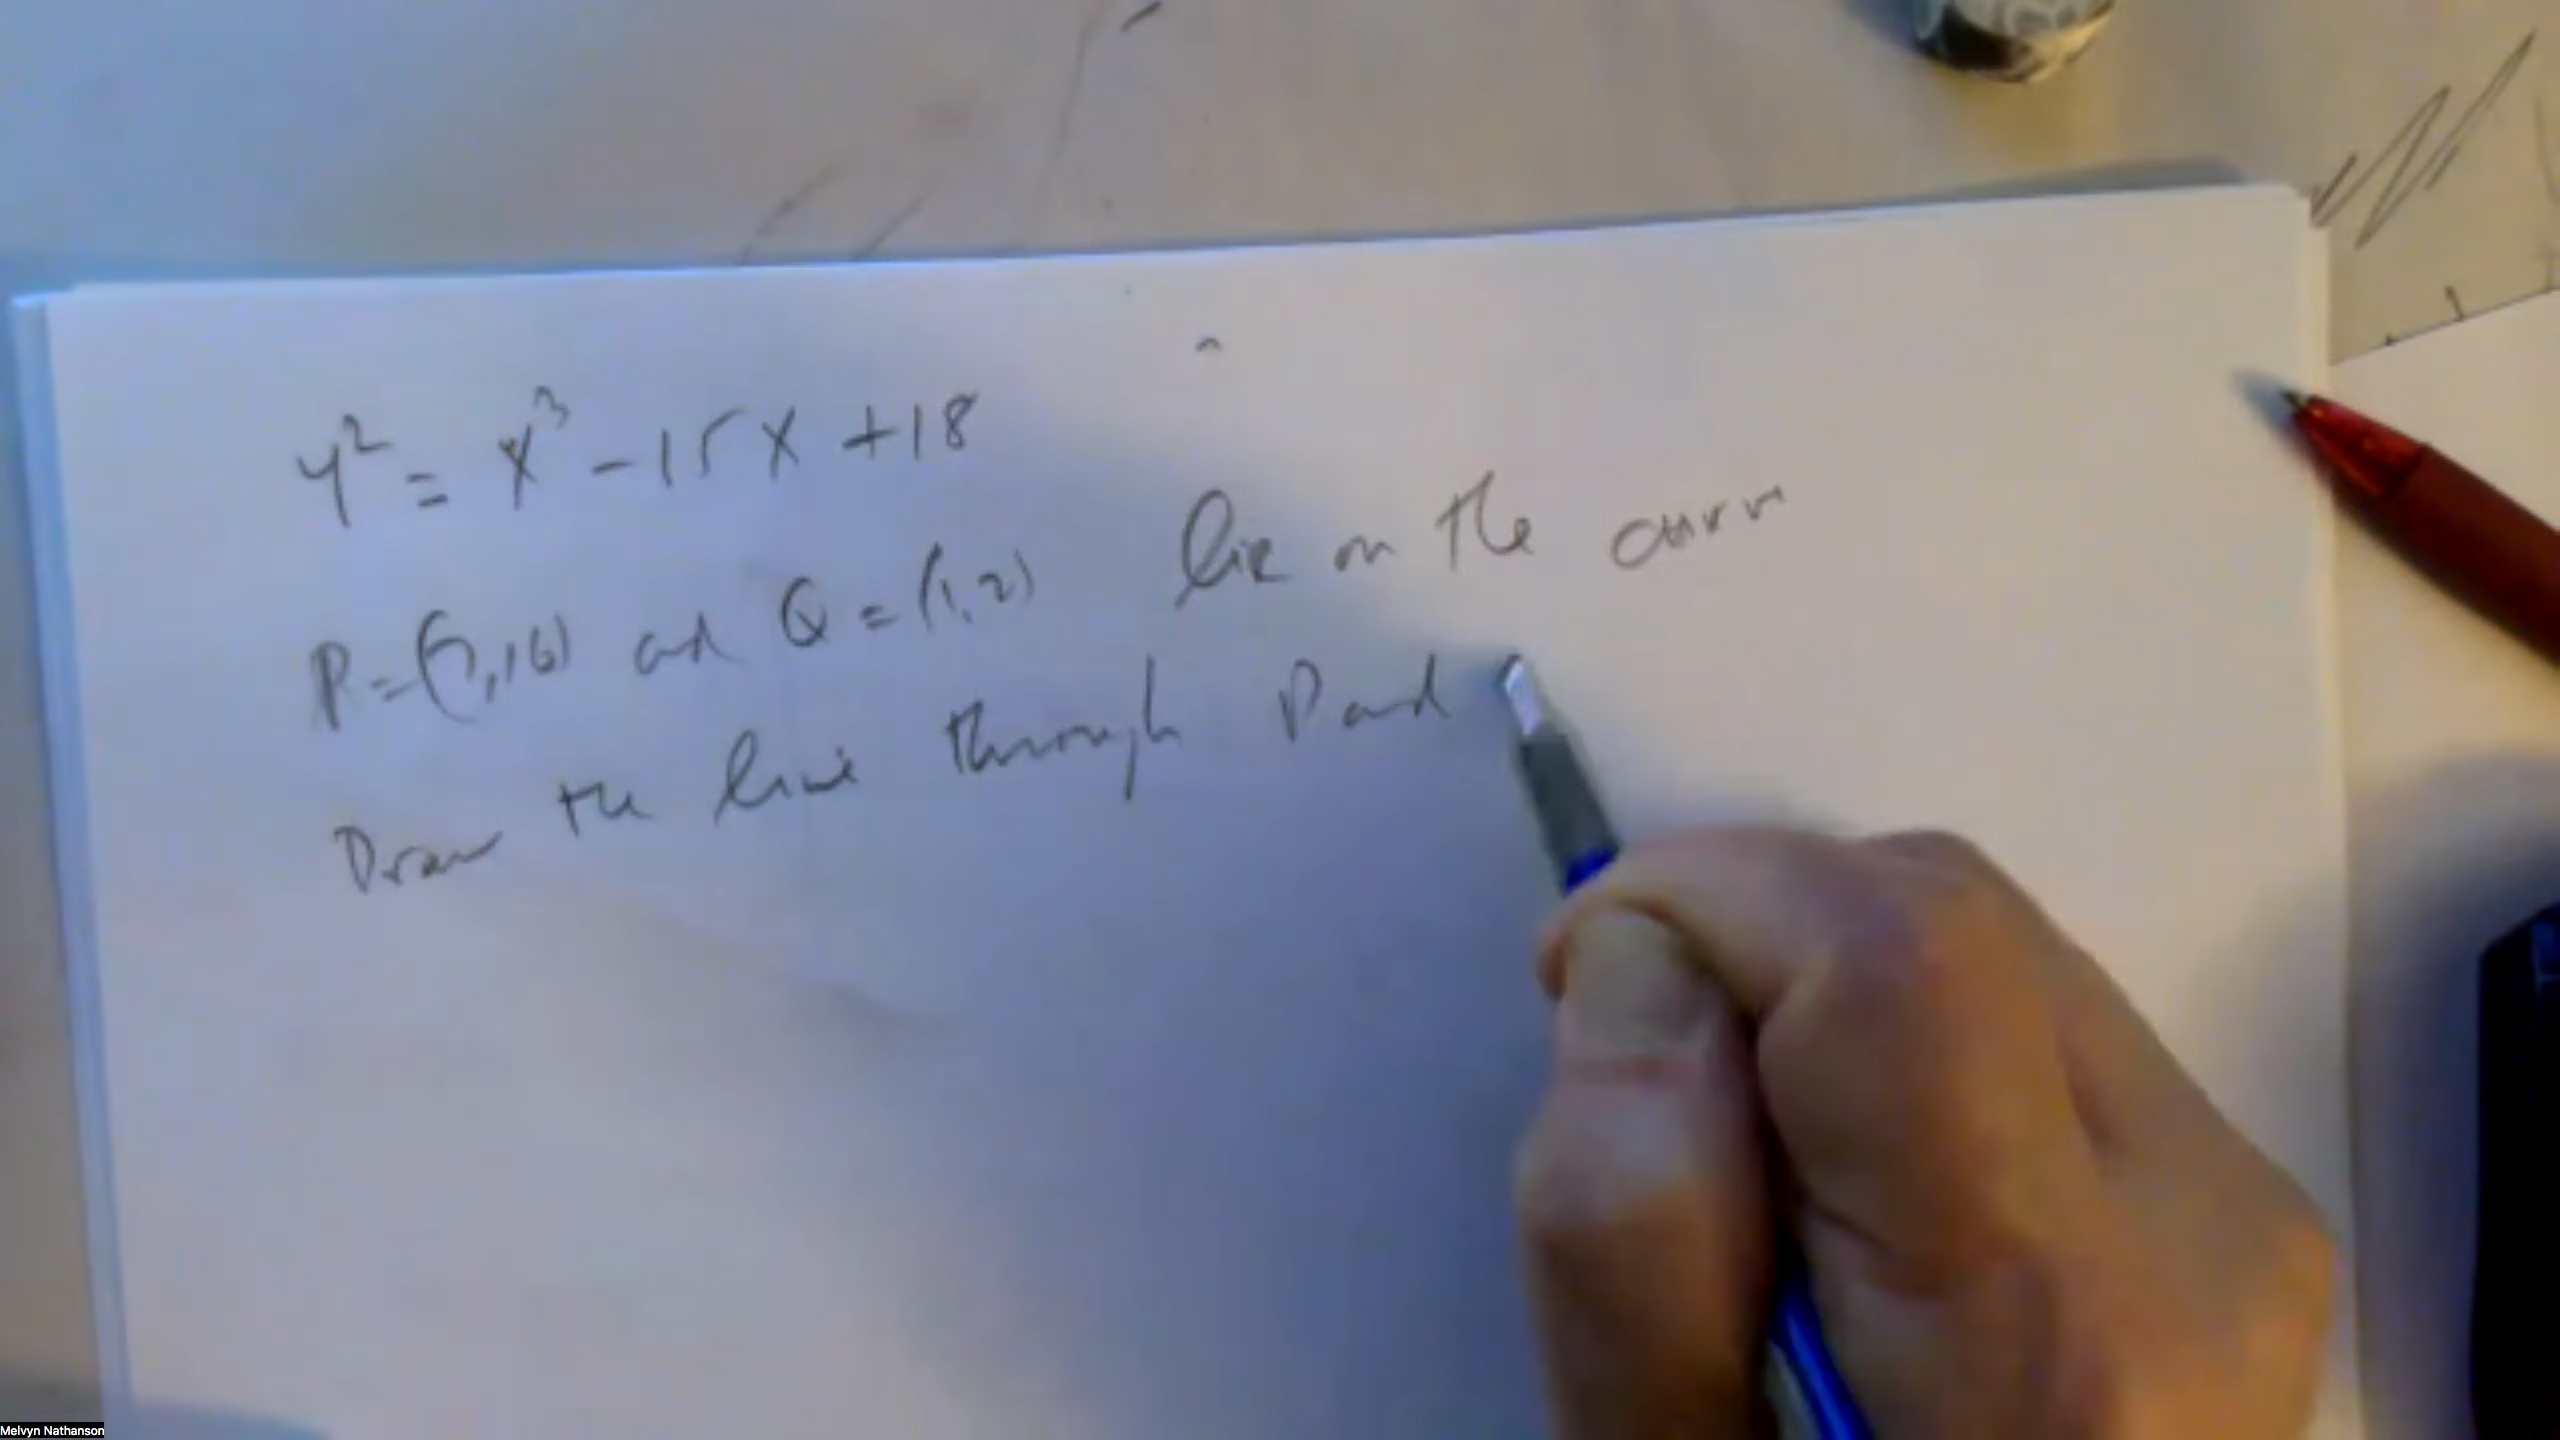 y² = x³ - 15x + 18
P = (7,16) and Q = (1,2) lie on the curve
Draw the line through P and
Melvyn Nathanson